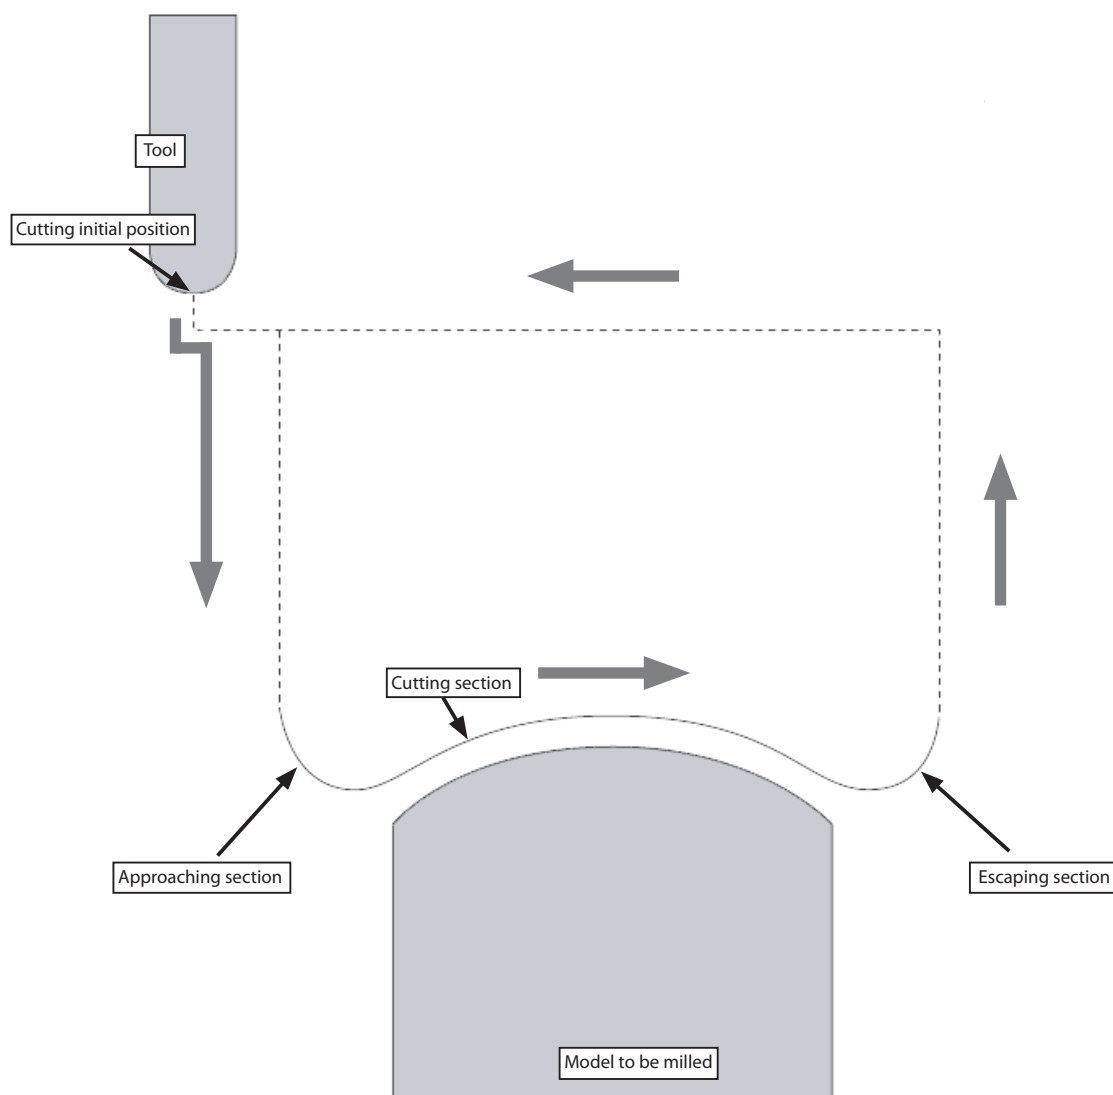 Tool
Cutting initial position
Cutting section
Approaching section
Escaping section
Model to be milled